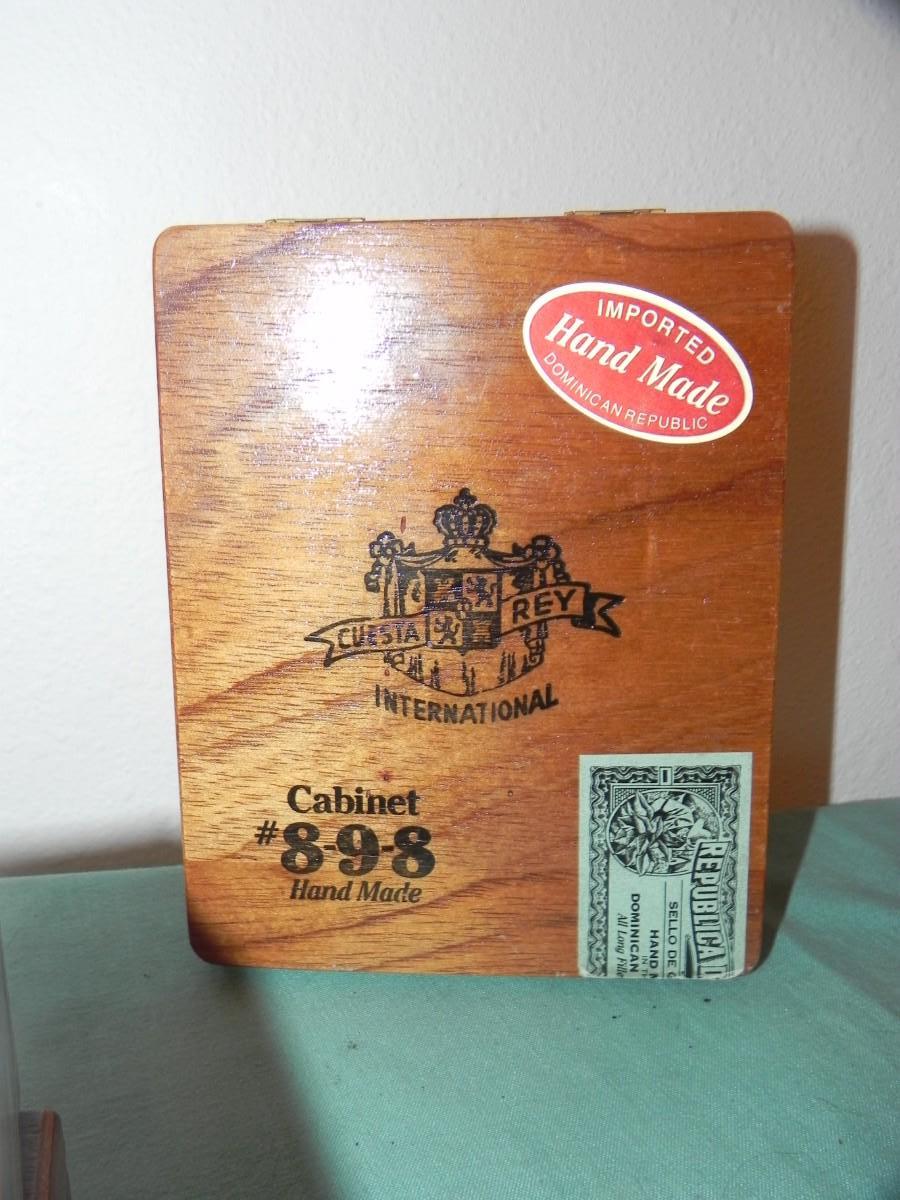 IMPORTED
Hand Made
DOMINICAN REPUBLIC
CUESTA REY
INTERNATIONAL
Cabinet
#8-9-8
Hand Made
REPUBLICA
SELLO DE
HAND
IN
DOMINICAN
All Long